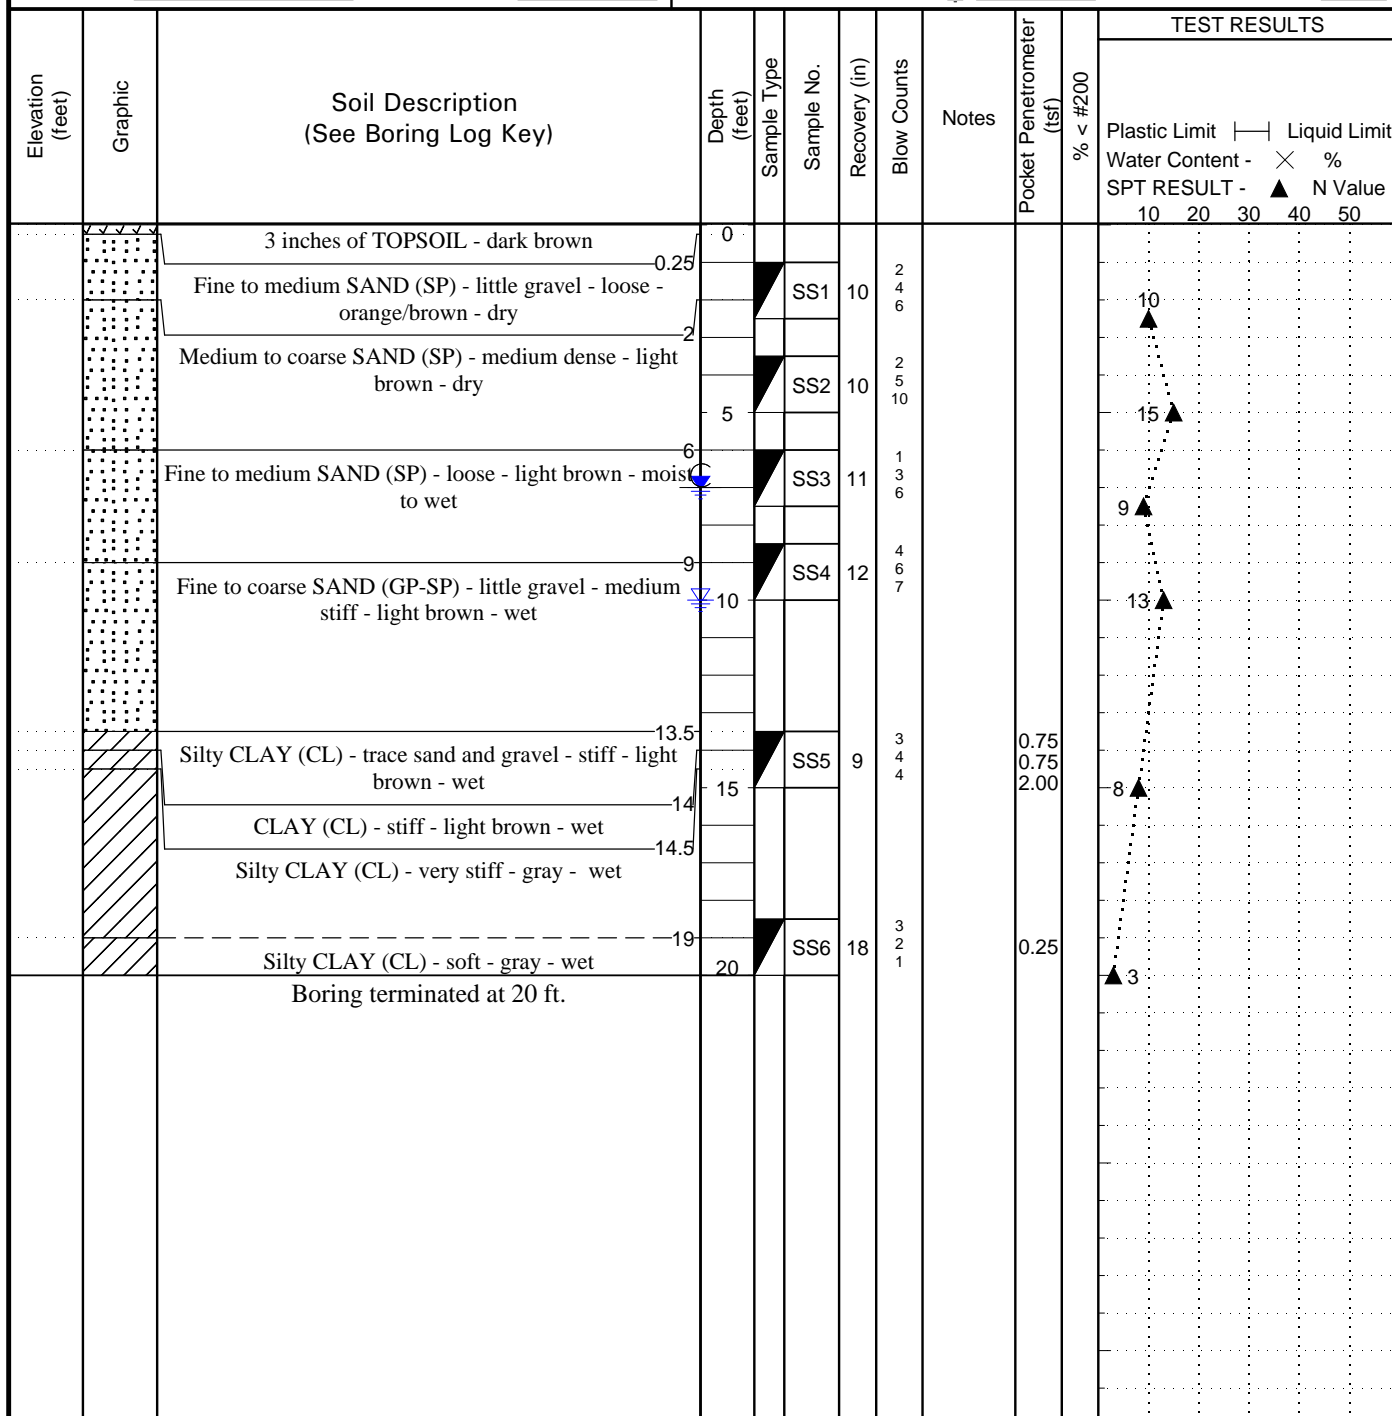 TEST RESULTS
Elevation
(feet)
Graphic
Soil Description
(See Boring Log Key)
Depth
(feet)
Sample Type
Sample No.
Recovery (in)
Blow Counts
Notes
Pocket Penetrometer
(tsf)
% < #200
Plastic Limit Liquid Limit
Water Content - %
SPT RESULT - N Value
10 20 30 40 50
3 inches of TOPSOIL - dark brown
0
0.25
Fine to medium SAND (SP) - little gravel - loose -
orange/brown - dry
SS1 10
2
4
6
10
2
Medium to coarse SAND (SP) - medium dense - light
brown - dry
SS2 10
2
5
10
5
15
6
Fine to medium SAND (SP) - loose - light brown - moist
to wet
SS3 11
1
3
6
9
9
Fine to coarse SAND (GP-SP) - little gravel - medium
stiff - light brown - wet
SS4 12
4
6
7
10
13
13.5
Silty CLAY (CL) - trace sand and gravel - stiff - light
brown - wet
SS5 9
3
4
4
0.75
0.75
2.00
15
8
14
CLAY (CL) - stiff - light brown - wet
14.5
Silty CLAY (CL) - very stiff - gray - wet
19
Silty CLAY (CL) - soft - gray - wet
SS6 18
3
2
1
0.25
20
3
Boring terminated at 20 ft.